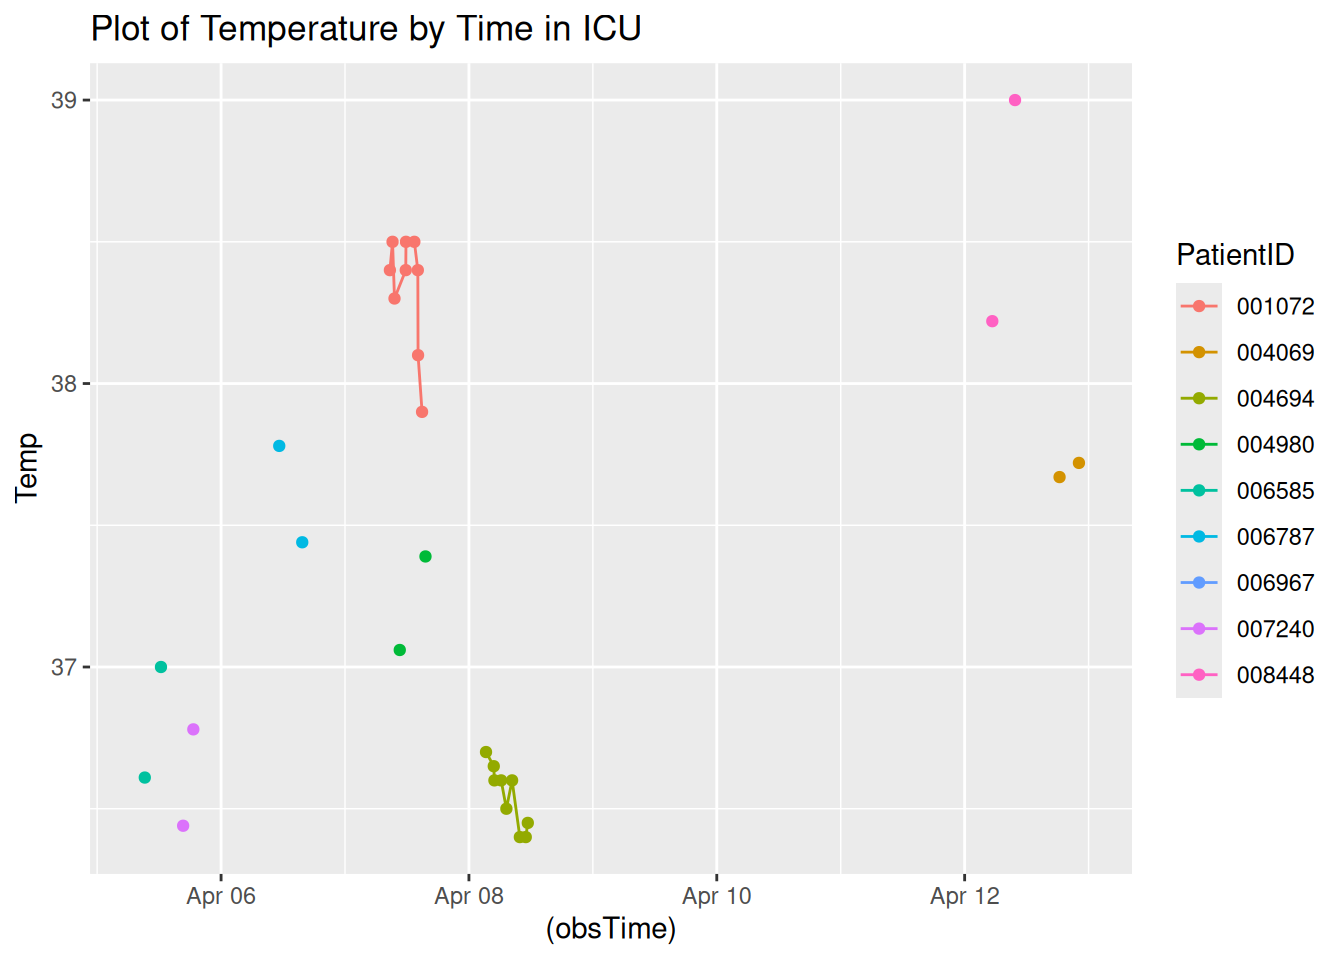 Plot of Temperature by Time in ICU
39
38
37
Temp
Apr 06
Apr 08
Apr 10
Apr 12
(obsTime)
PatientID
001072
004069
004694
004980
006585
006787
006967
007240
008448